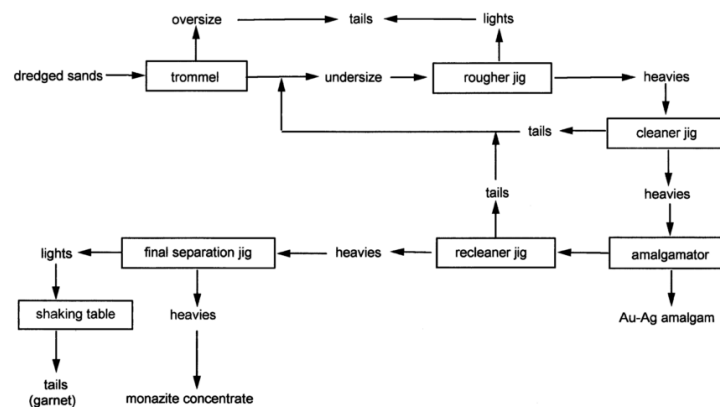 oversize
tails
lights
dredged sands
trommel
undersize
rougher jig
heavies
tails
cleaner jig
tails
heavies
lights
final separation jig
heavies
recleaner jig
amalgamator
shaking table
heavies
Au-Ag amalgam
tails
(garnet)
monazite concentrate